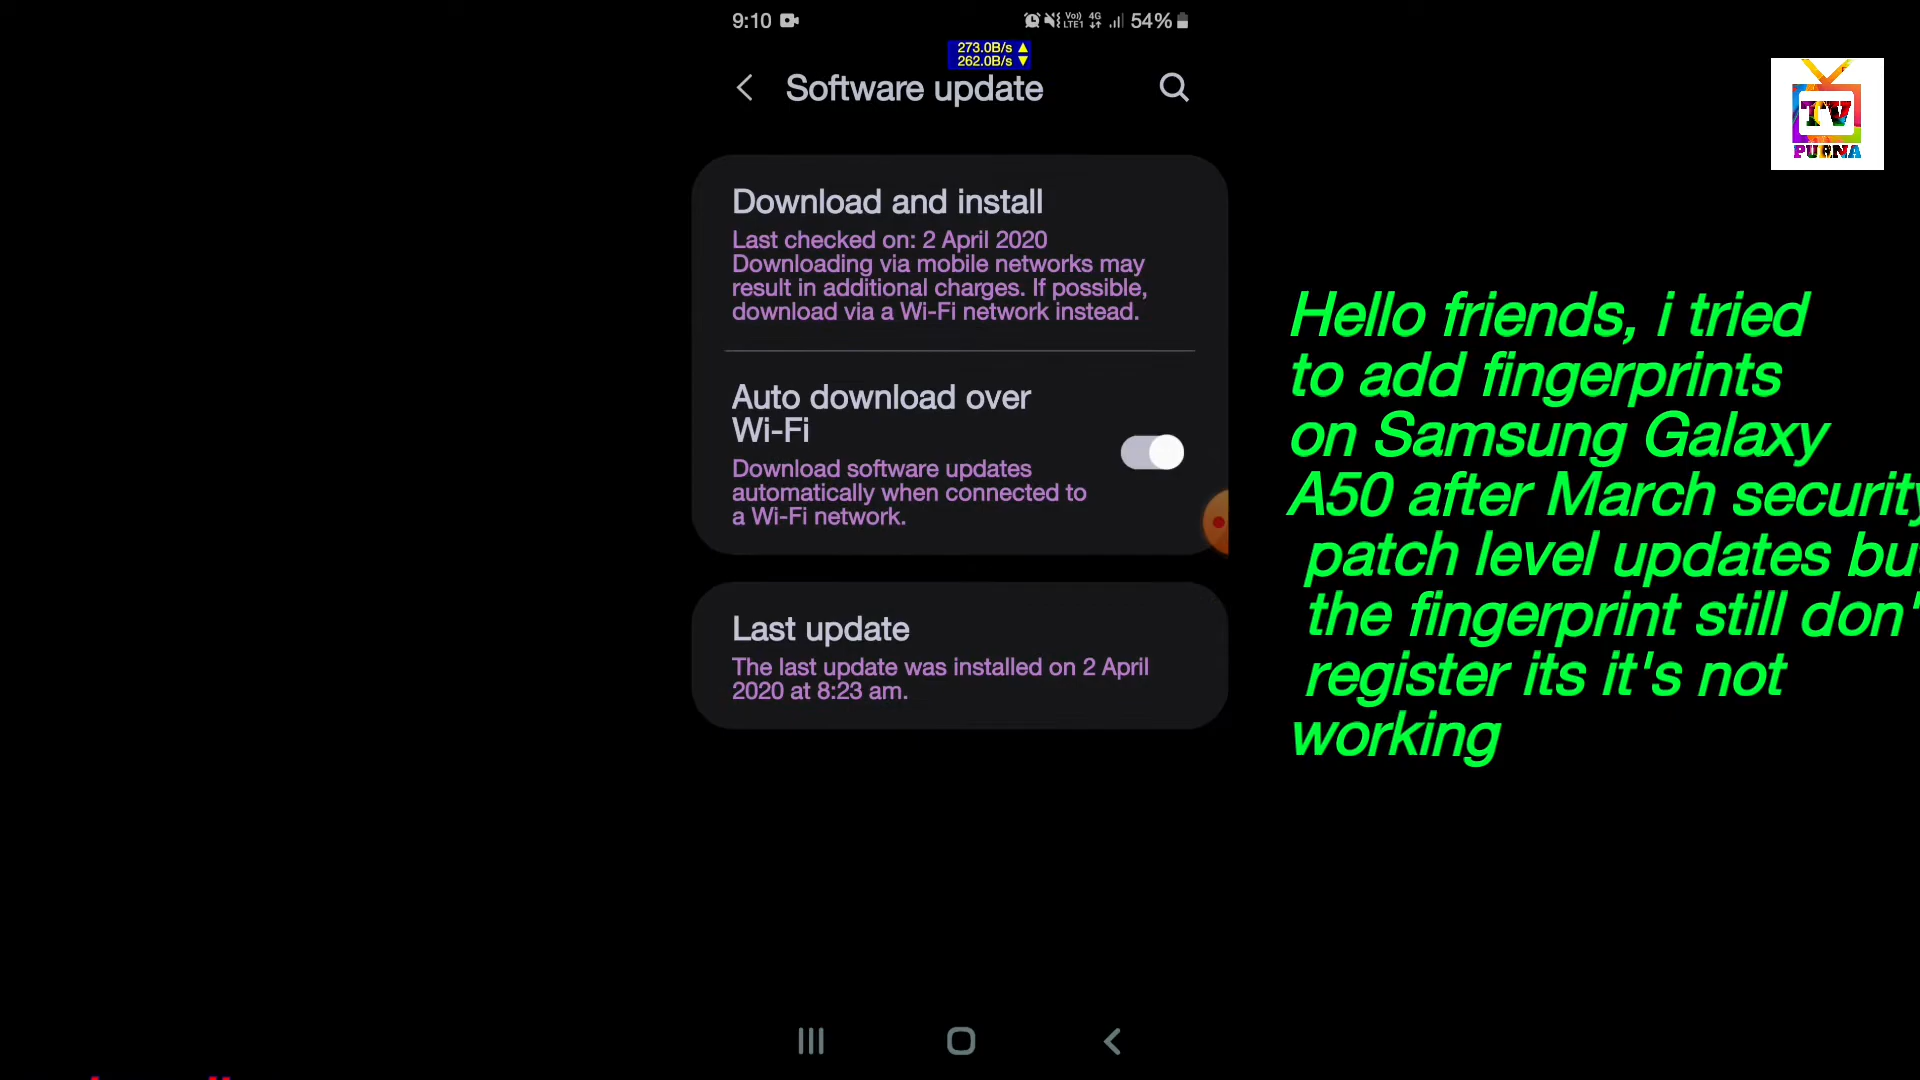 9:10
Vo) 4G
LTE1
54%
273.0B/s ▲
262.0B/s ▼
Software update
TV
PURNA
Download and install
Last checked on: 2 April 2020
Downloading via mobile networks may
result in additional charges. If possible,
download via a Wi-Fi network instead.
Auto download over
Wi-Fi
Download software updates
automatically when connected to
a Wi-Fi network.
Last update
The last update was installed on 2 April
2020 at 8:23 am.
Hello friends, i tried
to add fingerprints
on Samsung Galaxy
A50 after March security
patch level updates bu
the fingerprint still don'
register its it's not
working